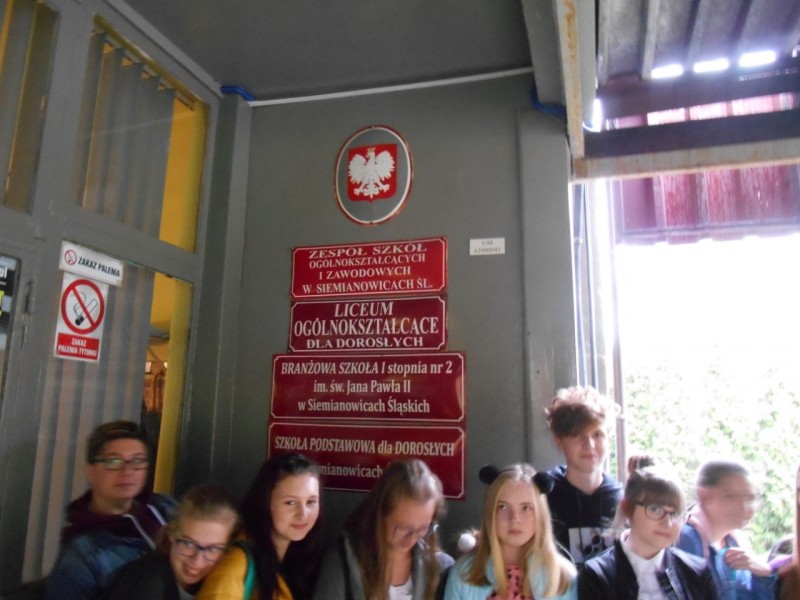 ZAKAZ PALENIA
ZAKAZ
PALENIA TYTONIU
ZESPÓŁ SZKÓŁ
OGÓLNOKSZTAŁCĄCYCH
I ZAWODOWYCH
W SIEMIANOWICACH ŚL.
LICEUM
OGÓLNOKSZTAŁCĄCE
DLA DOROSŁYCH
BRANŻOWA SZKOŁA I stopnia nr 2
im. św. Jana Pawła II
w Siemianowicach Śląskich
SZKOŁA PODSTAWOWA dla DOROSŁYCH
UM